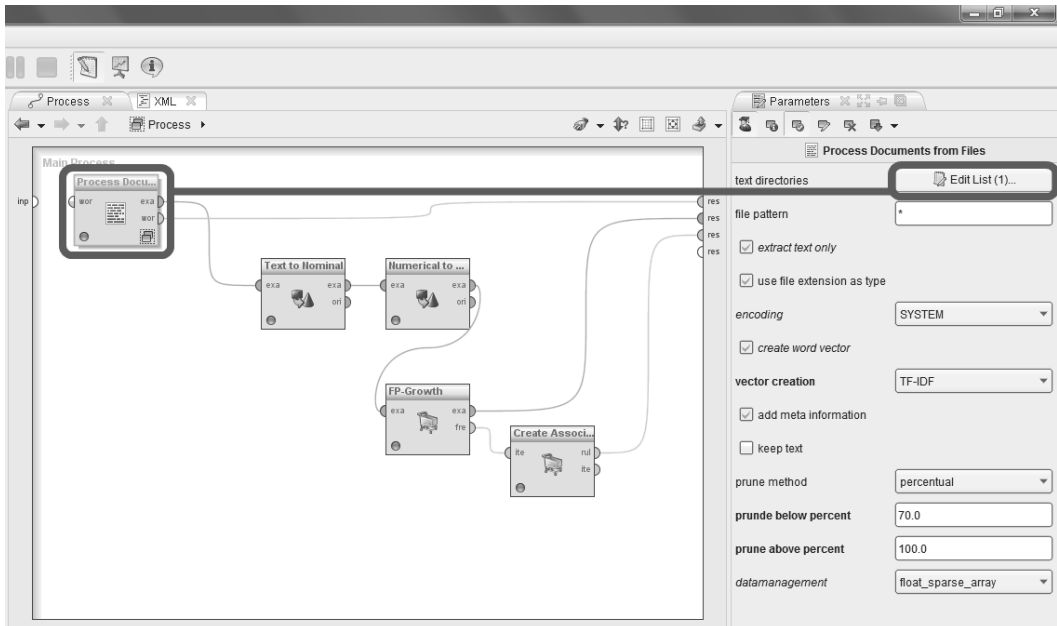 Process
XML
Process
Main Process
inp
Process Docu...
wor exa
wor
res
res
res
res
Text to Nominal
exa exa
ori
Numerical to ...
exa exa
ori
FP-Growth
exa exa
fre
Create Associ...
ite rul
ite
Parameters
Process Documents from Files
text directories Edit List (1)...
file pattern *
extract text only
use file extension as type
encoding SYSTEM
create word vector
vector creation TF-IDF
add meta information
keep text
prune method percentual
prunde below percent 70.0
prune above percent 100.0
datamanagement float_sparse_array